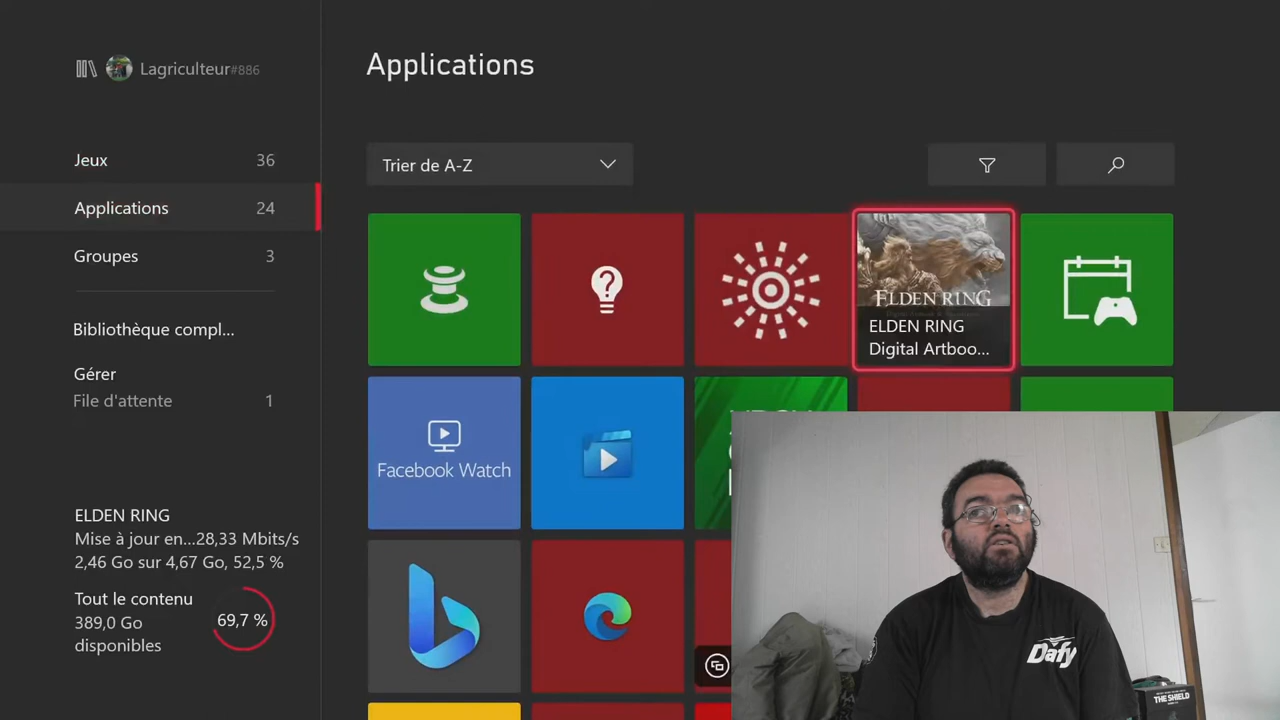 Lagriculteur#886
Applications
Trier de A-Z
Jeux 36
Applications 24
Groupes 3
Bibliothèque compl...
Gérer
File d'attente 1
ELDEN RING
Mise à jour en...28,33 Mbits/s
2,46 Go sur 4,67 Go, 52,5 %
Tout le contenu
389,0 Go
disponibles
69,7 %
ELDEN RING
ELDEN RING
Digital Artboo...
Facebook Watch
Dafy
THE SHIELD